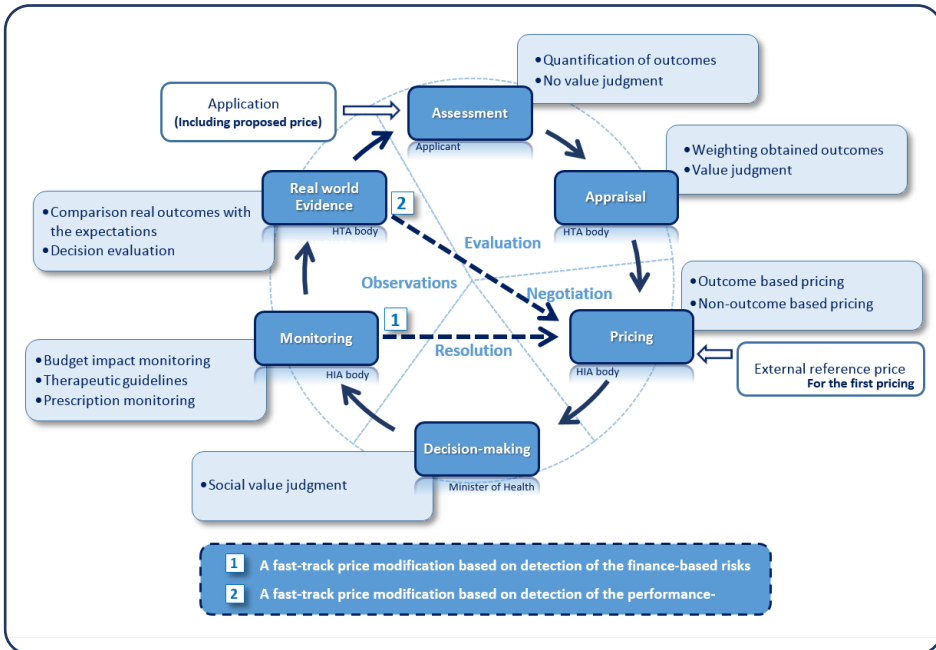 Quantification of outcomes
No value judgment
Application
(Including proposed price)
Assessment
Applicant
Weighting obtained outcomes
Value judgment
Real world
Evidence
HTA body
2
Appraisal
HTA body
Comparison real outcomes with
the expectations
Decision evaluation
Evaluation
Observations
Negotiation
Outcome based pricing
Non-outcome based pricing
1
Monitoring
HIA body
Resolution
Pricing
HIA body
Budget impact monitoring
Therapeutic guidelines
Prescription monitoring
External reference price
For the first pricing
Decision-making
Minister of Health
Social value judgment
1 A fast-track price modification based on detection of the finance-based risks
2 A fast-track price modification based on detection of the performance-